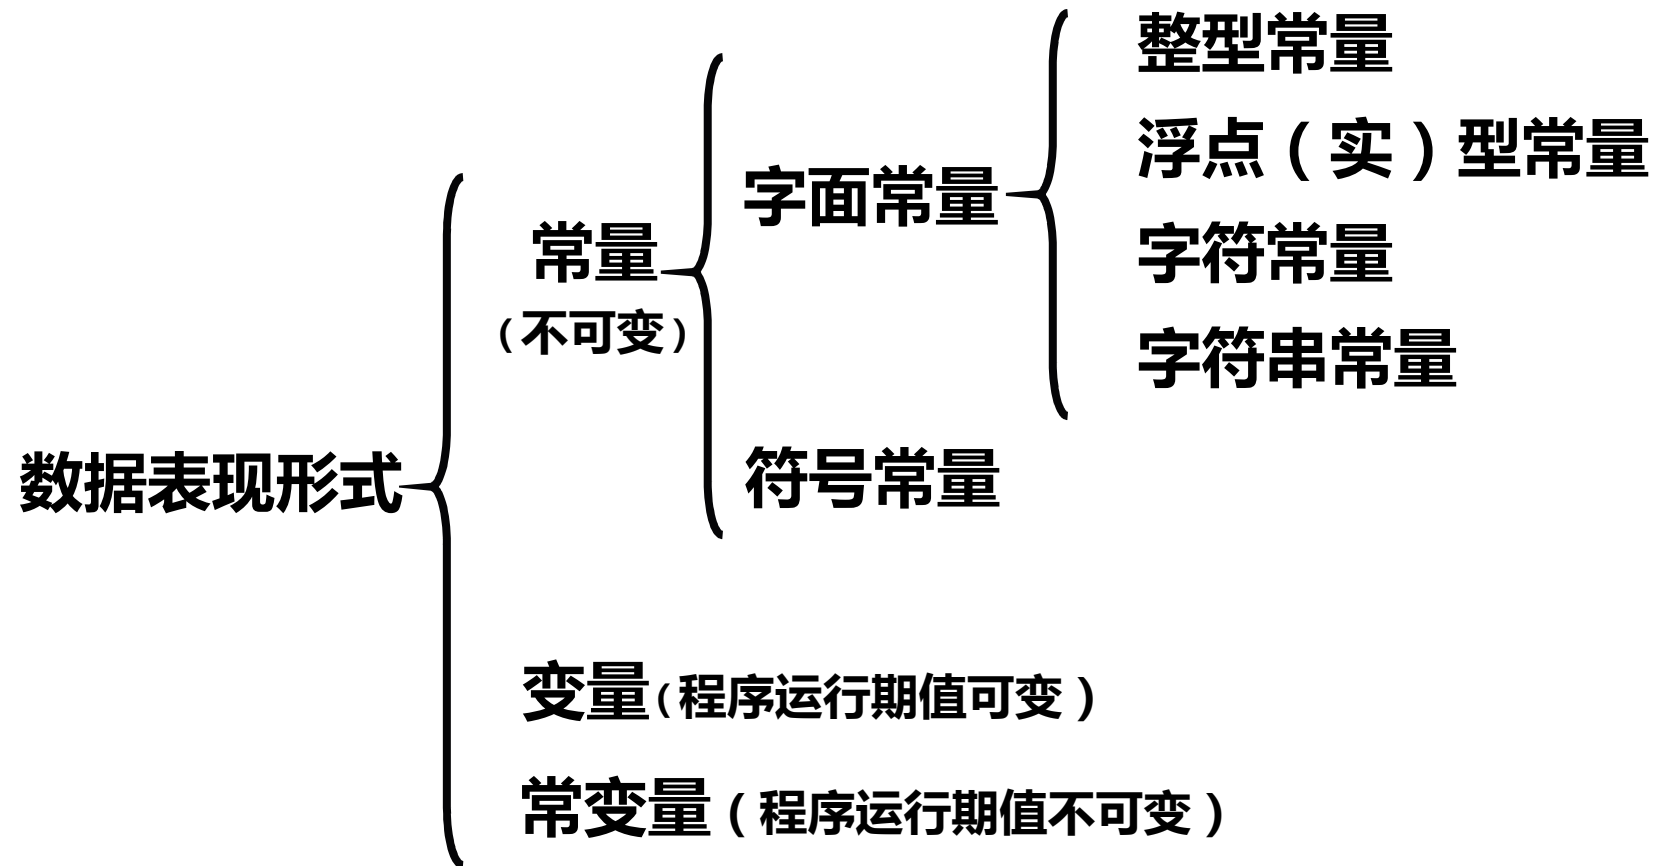 整型常量
浮点（实）型常量
字面常量
字符常量
常量
（不可变）
字符串常量
数据表现形式
符号常量
变量（程序运行期值可变）
常变量（程序运行期值不可变）